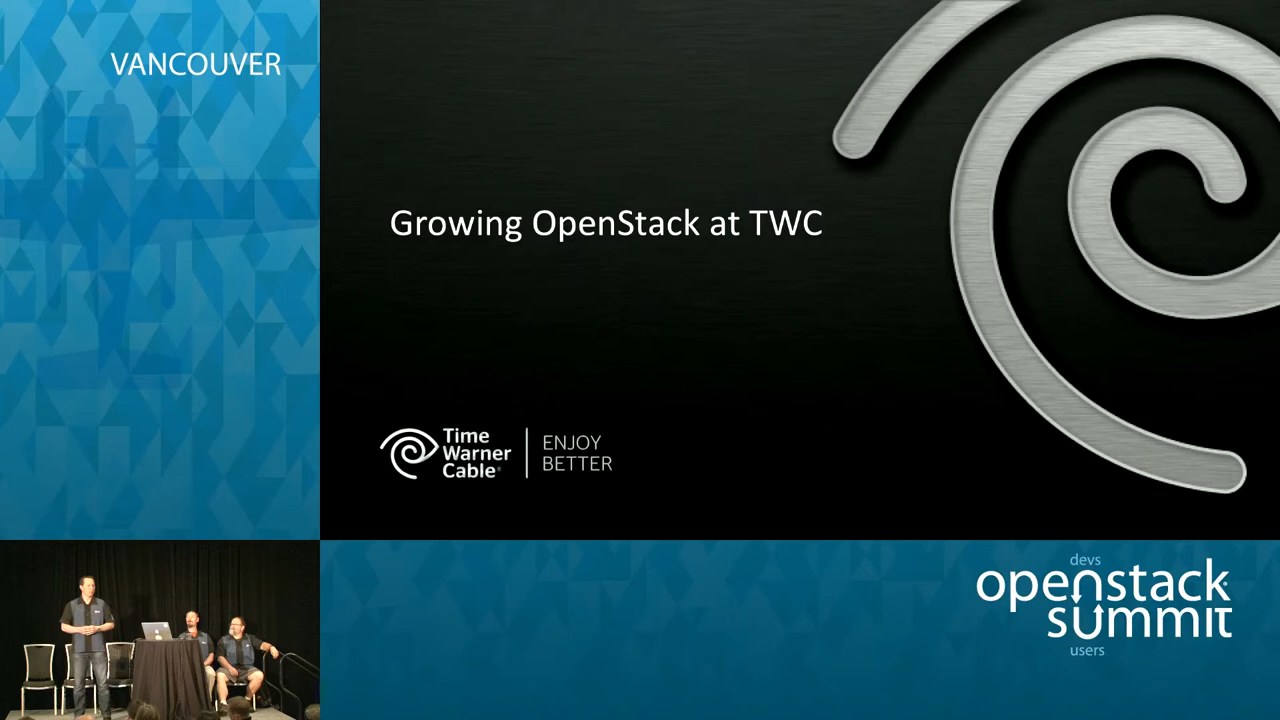 VANCOUVER
Growing OpenStack at TWC
Time
Warner
Cable
ENJOY
BETTER
devs
openstack
summit
users